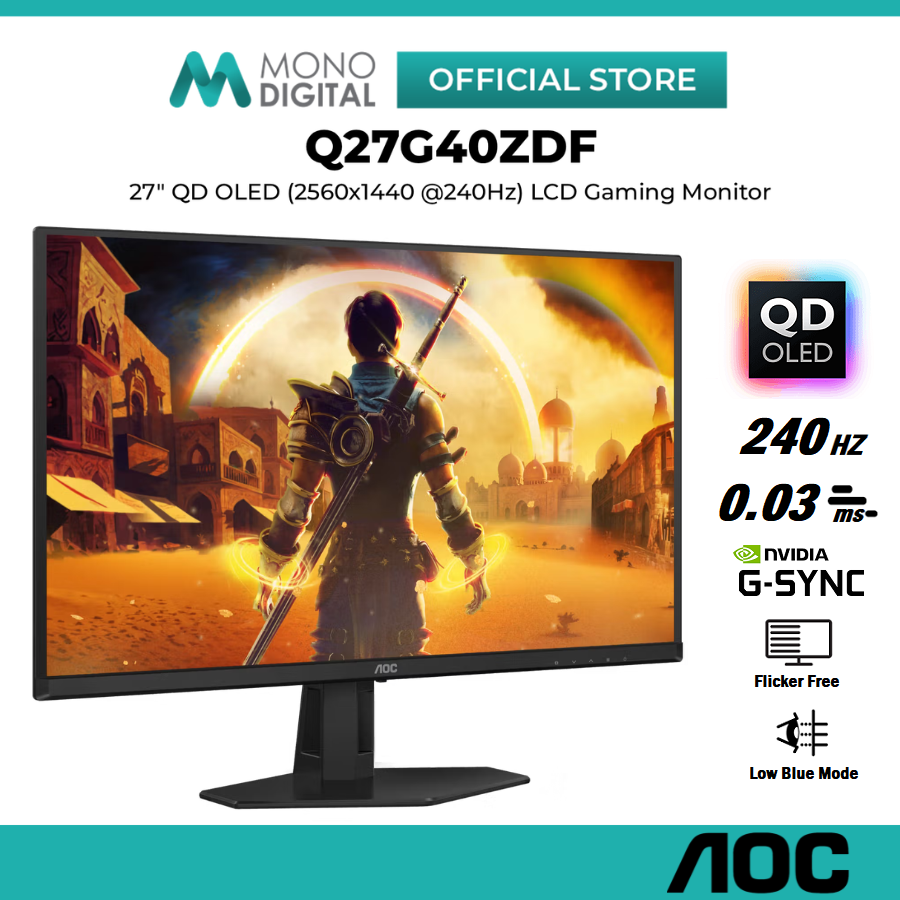 MONO
DIGITAL
OFFICIAL STORE
Q27G40ZDF
27" QD OLED (2560x1440 @240Hz) LCD Gaming Monitor
QD
OLED
240 HZ
0.03 ms
NVIDIA
G-SYNC
Flicker Free
Low Blue Mode
AOC
AOC